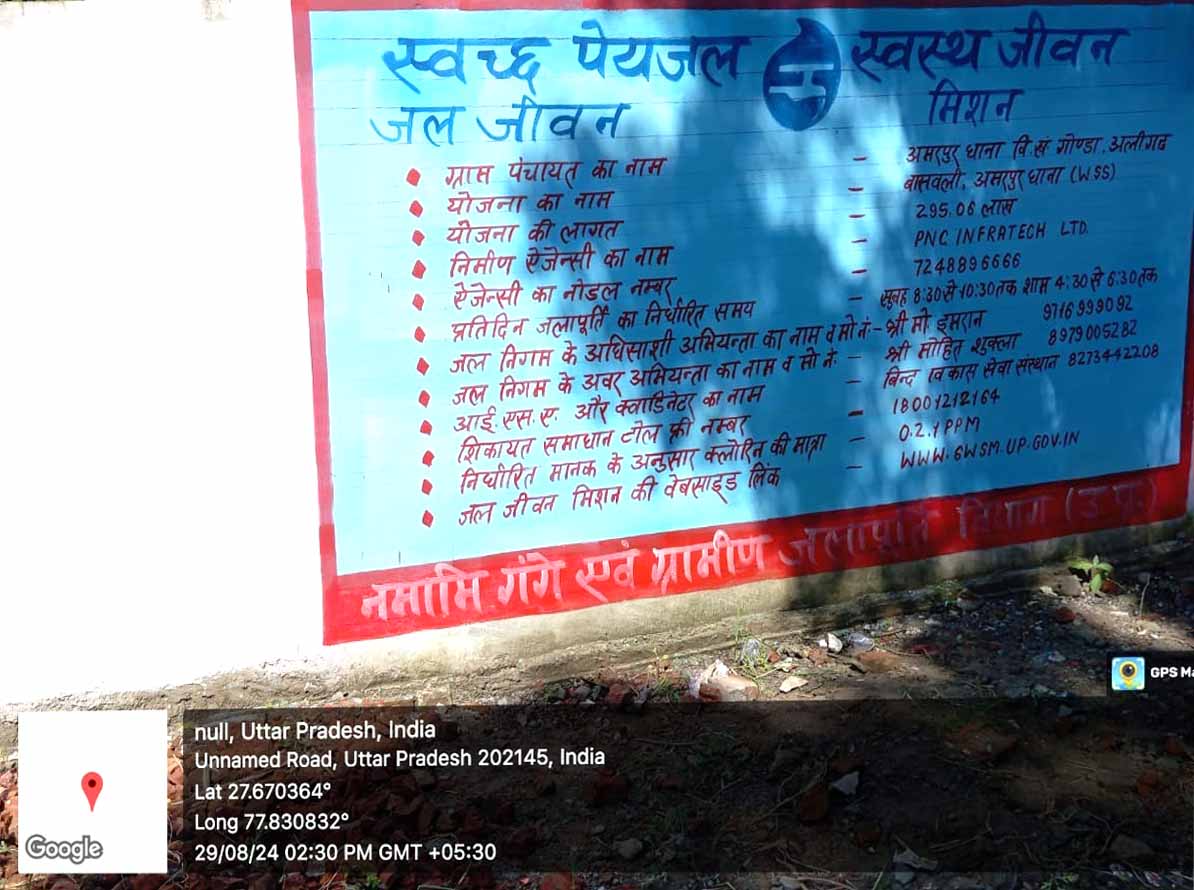 स्वच्छ पेयजल स्वस्थ जीवन
जल जीवन मिशन
ग्राम पंचायत का नाम – अमरपुर धाना वि.खं. गोण्डा, अलीगढ
योजना का नाम – बासवली, अमरपुर धाना (WSS)
योजना की लागत – 295.06 लाख
निर्माण ऐजेन्सी का नाम – PNC INFRATECH LTD.
ऐजेन्सी का नोडल नम्बर – 7248896666
प्रतिदिन जलापूर्ति का निर्धारित समय – सुबह 8:30 से 10:30 तक शाम 4:30 से 6:30 तक
जल निगम के अधिसाशी अभियन्ता का नाम व मो नं:- श्री मो. इमरान 9716999092
जल निगम के अवर अभियन्ता का नाम व मो नं: – श्री मोहित शुक्ला 8979005282
आई.एस.ए. और क्वाडिनेटर का नाम – बिन्द विकास सेवा संस्थान 8273442208
शिकायत समाधान टोल फ्री नम्बर – 18001212164
निर्धारित मानक के अनुसार क्लोरिन की मात्रा – 0.2.1 PPM
जल जीवन मिशन की वेबसाइड लिंक – WWW.SWSM.UP.GOV.IN
नमामि गंगे एवं ग्रामीण जलापूर्ति विभाग (उ.प्र.)
GPS Ma
null, Uttar Pradesh, India
Unnamed Road, Uttar Pradesh 202145, India
Lat 27.670364°
Long 77.830832°
29/08/24 02:30 PM GMT +05:30
Google